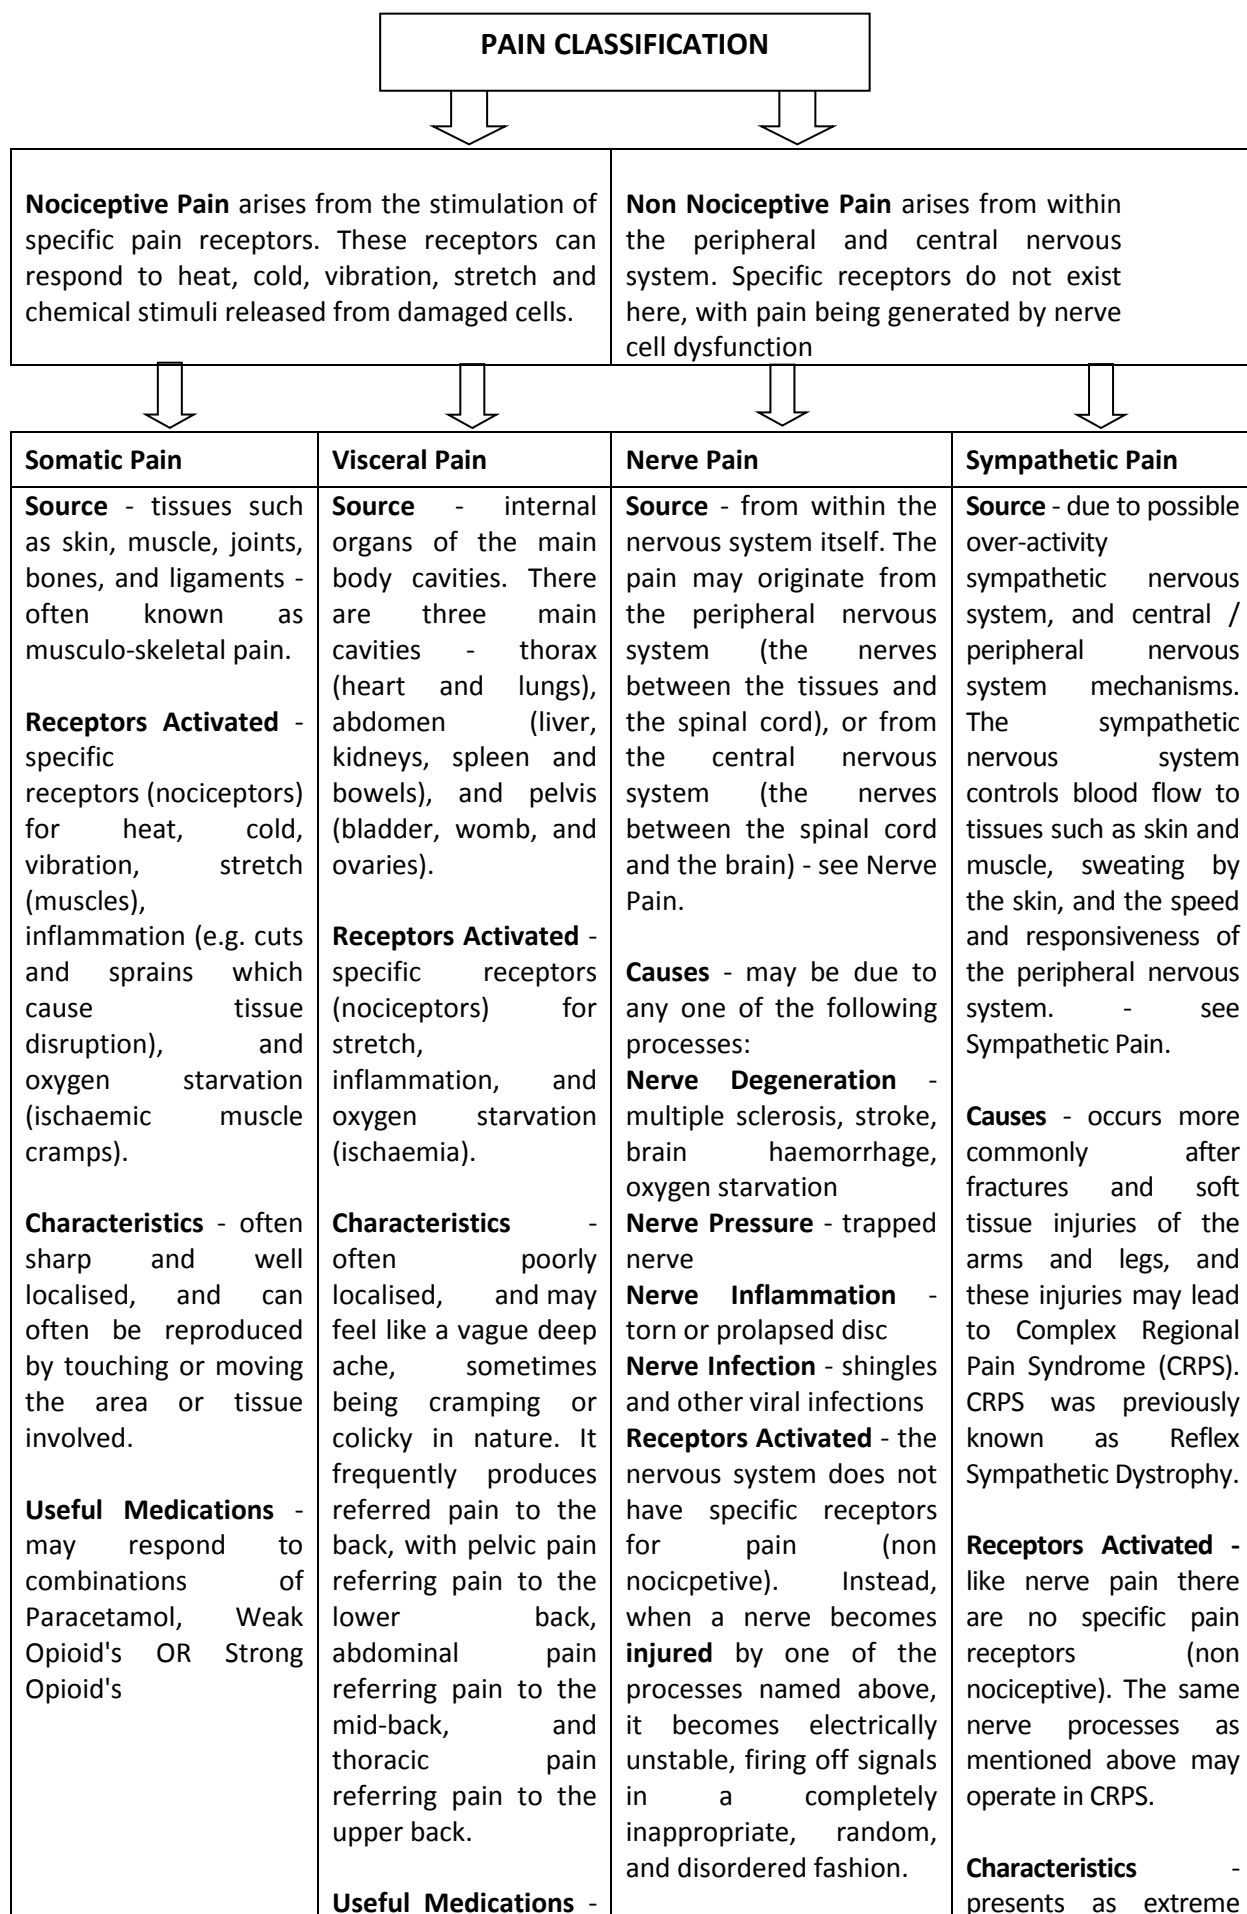 PAIN CLASSIFICATION
Nociceptive Pain arises from the stimulation of
specific pain receptors. These receptors can
respond to heat, cold, vibration, stretch and
chemical stimuli released from damaged cells.
Non Nociceptive Pain arises from within
the peripheral and central nervous
system. Specific receptors do not exist
here, with pain being generated by nerve
cell dysfunction
Somatic Pain
Source - tissues such
as skin, muscle, joints,
bones, and ligaments -
often known as
musculo-skeletal pain.
Receptors Activated -
specific
receptors (nociceptors)
for heat, cold,
vibration, stretch
(muscles),
inflammation (e.g. cuts
and sprains which
cause tissue
disruption), and
oxygen starvation
(ischaemic muscle
cramps).
Characteristics - often
sharp and well
localised, and can
often be reproduced
by touching or moving
the area or tissue
involved.
Useful Medications -
may respond to
combinations of
Paracetamol, Weak
Opioid's OR Strong
Opioid's
Visceral Pain
Source - internal
organs of the main
body cavities. There
are three main
cavities - thorax
(heart and lungs),
abdomen (liver,
kidneys, spleen and
bowels), and pelvis
(bladder, womb, and
ovaries).
Receptors Activated -
specific receptors
(nociceptors) for
stretch,
inflammation, and
oxygen starvation
(ischaemia).
Characteristics -
often poorly
localised, and may
feel like a vague deep
ache, sometimes
being cramping or
colicky in nature. It
frequently produces
referred pain to the
back, with pelvic pain
referring pain to the
lower back,
abdominal pain
referring pain to the
mid-back, and
thoracic pain
referring pain to the
upper back.
Useful Medications -
Nerve Pain
Source - from within the
nervous system itself. The
pain may originate from
the peripheral nervous
system (the nerves
between the tissues and
the spinal cord), or from
the central nervous
system (the nerves
between the spinal cord
and the brain) - see Nerve
Pain.
Causes - may be due to
any one of the following
processes:
Nerve Degeneration -
multiple sclerosis, stroke,
brain haemorrhage,
oxygen starvation
Nerve Pressure - trapped
nerve
Nerve Inflammation -
torn or prolapsed disc
Nerve Infection - shingles
and other viral infections
Receptors Activated - the
nervous system does not
have specific receptors
for pain (non
nocicpetive). Instead,
when a nerve becomes
injured by one of the
processes named above,
it becomes electrically
unstable, firing off signals
in a completely
inappropriate, random,
and disordered fashion.
Sympathetic Pain
Source - due to possible
over-activity
sympathetic nervous
system, and central /
peripheral nervous
system mechanisms.
The sympathetic
nervous system
controls blood flow to
tissues such as skin and
muscle, sweating by
the skin, and the speed
and responsiveness of
the peripheral nervous
system. - see
Sympathetic Pain.
Causes - occurs more
commonly after
fractures and soft
tissue injuries of the
arms and legs, and
these injuries may lead
to Complex Regional
Pain Syndrome (CRPS).
CRPS was previously
known as Reflex
Sympathetic Dystrophy.
Receptors Activated -
like nerve pain there
are no specific pain
receptors (non
nociceptive). The same
nerve processes as
mentioned above may
operate in CRPS.
Characteristics -
presents as extreme